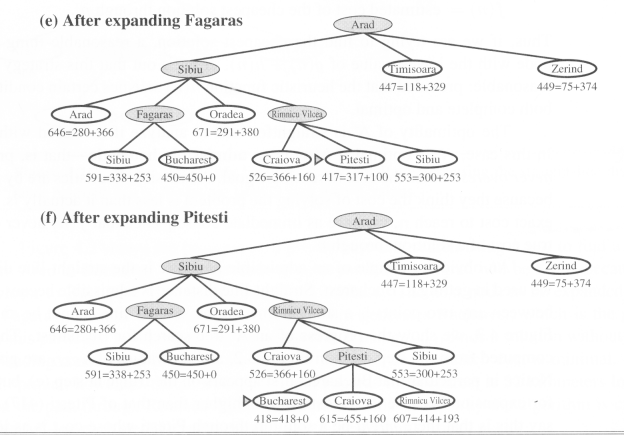 (e) After expanding Fagaras
Arad
Sibiu
Timisoara
Zerind
447=118+329
449=75+374
Arad
Fagaras
Oradea
Rimnicu Vilcea
646=280+366
671=291+380
Sibiu
Bucharest
Craiova
Pitesti
Sibiu
591=338+253
450=450+0
526=366+160
417=317+100
553=300+253
(f) After expanding Pitesti
Arad
Sibiu
Timisoara
Zerind
447=118+329
449=75+374
Arad
Fagaras
Oradea
Rimnicu Vilcea
646=280+366
671=291+380
Sibiu
Bucharest
Craiova
Pitesti
Sibiu
591=338+253
450=450+0
526=366+160
553=300+253
Bucharest
Craiova
Rimnicu Vilcea
418=418+0
615=455+160
607=414+193